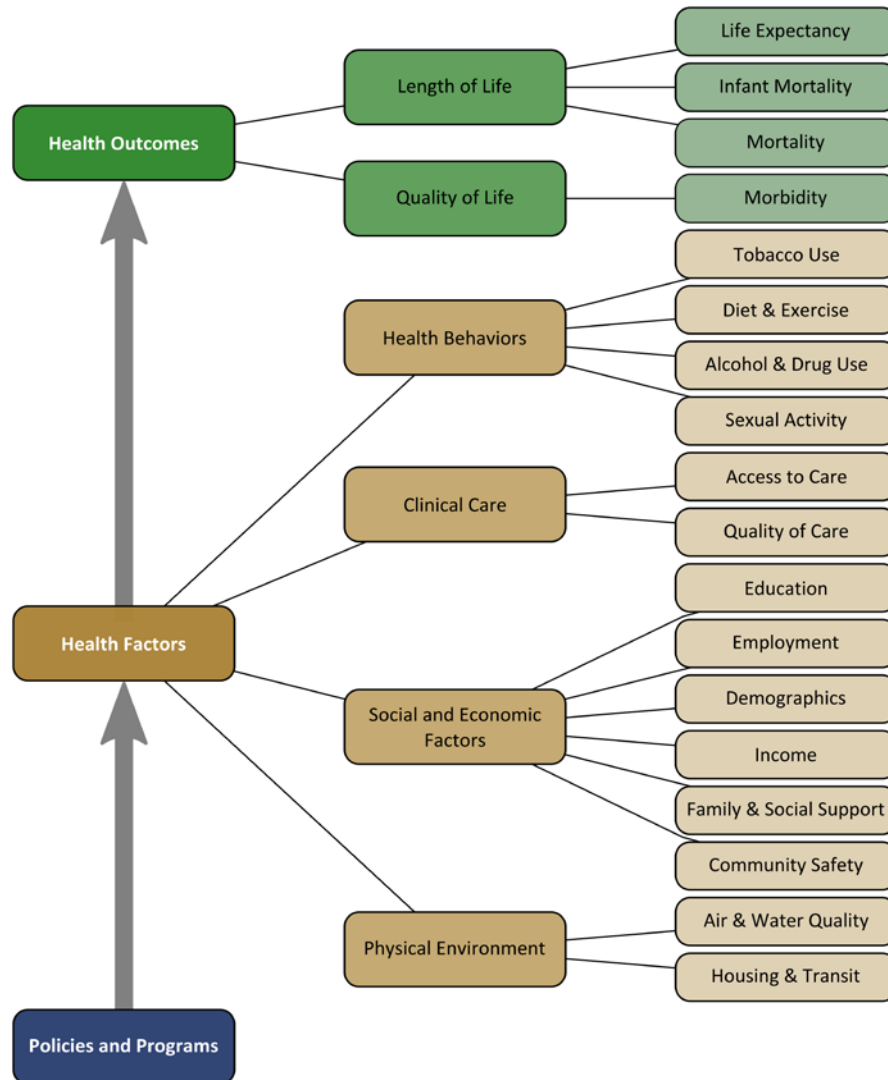 Life Expectancy
Length of Life
Infant Mortality
Health Outcomes
Mortality
Quality of Life
Morbidity
Tobacco Use
Diet & Exercise
Health Behaviors
Alcohol & Drug Use
Sexual Activity
Access to Care
Clinical Care
Quality of Care
Education
Health Factors
Employment
Demographics
Social and Economic
Factors
Income
Family & Social Support
Community Safety
Air & Water Quality
Physical Environment
Housing & Transit
Policies and Programs